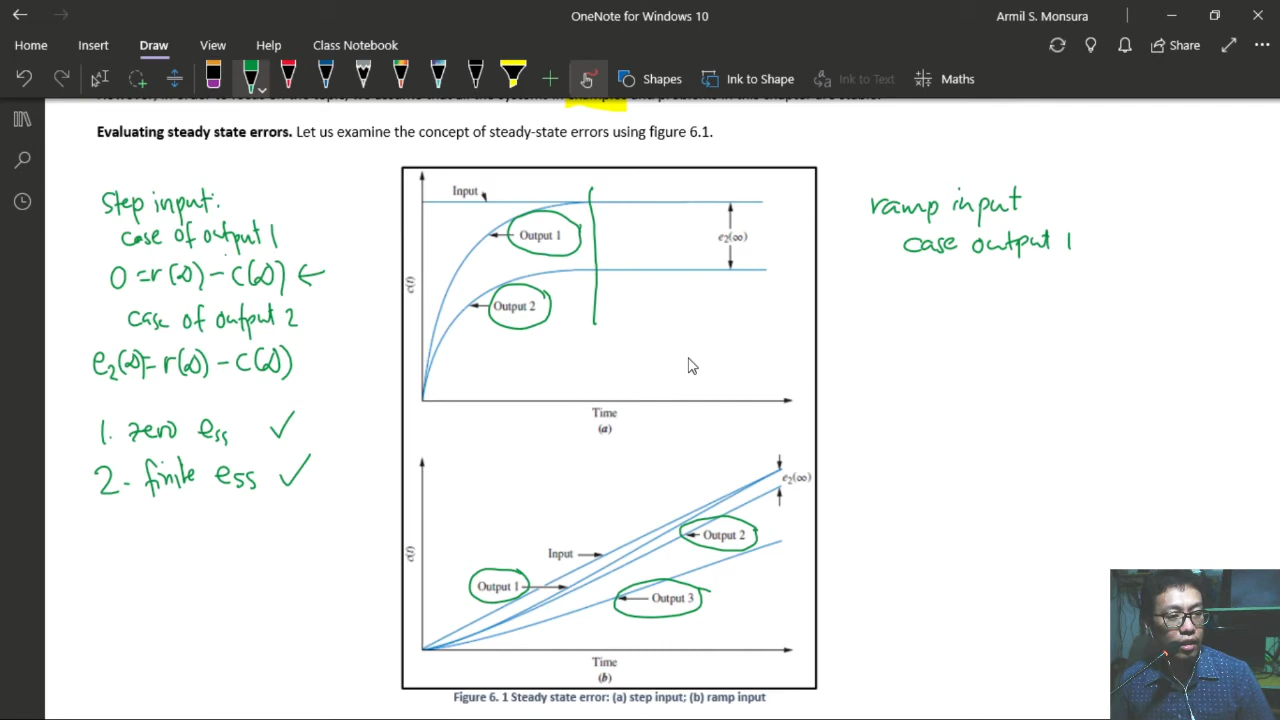 OneNote for Windows 10
Armil S. Monsura
Home Insert Draw View Help Class Notebook
Share
Shapes
Ink to Shape
Ink to Text
Maths
Evaluating steady state errors. Let us examine the concept of steady-state errors using figure 6.1.
Step input:
case of output 1
0 = r(∞) - c(∞) ←
case of output 2
e₂(∞) = r(∞) - c(∞)
1. zero ess ✓
2. finite ess ✓
Input
Output 1
e₂(∞)
c(t)
Output 2
Time
(a)
e₂(∞)
Output 2
Input
c(t)
Output 1
Output 3
Time
(b)
Figure 6. 1 Steady state error: (a) step input; (b) ramp input
ramp input
case output 1